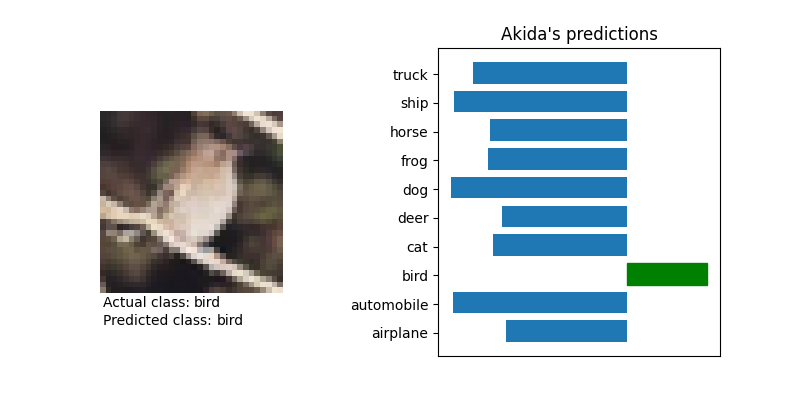 Akida's predictions
truck
ship
horse
frog
dog
deer
cat
bird
automobile
airplane
Actual class: bird
Predicted class: bird